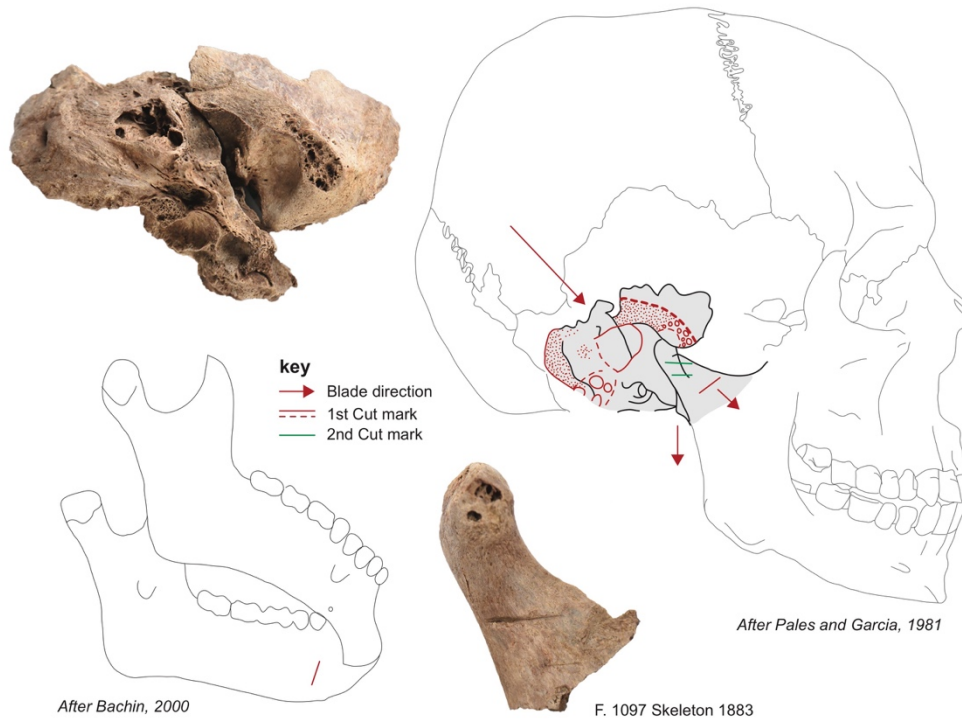 key
Blade direction
1st Cut mark
2nd Cut mark
After Pales and Garcia, 1981
After Bachin, 2000
F. 1097 Skeleton 1883